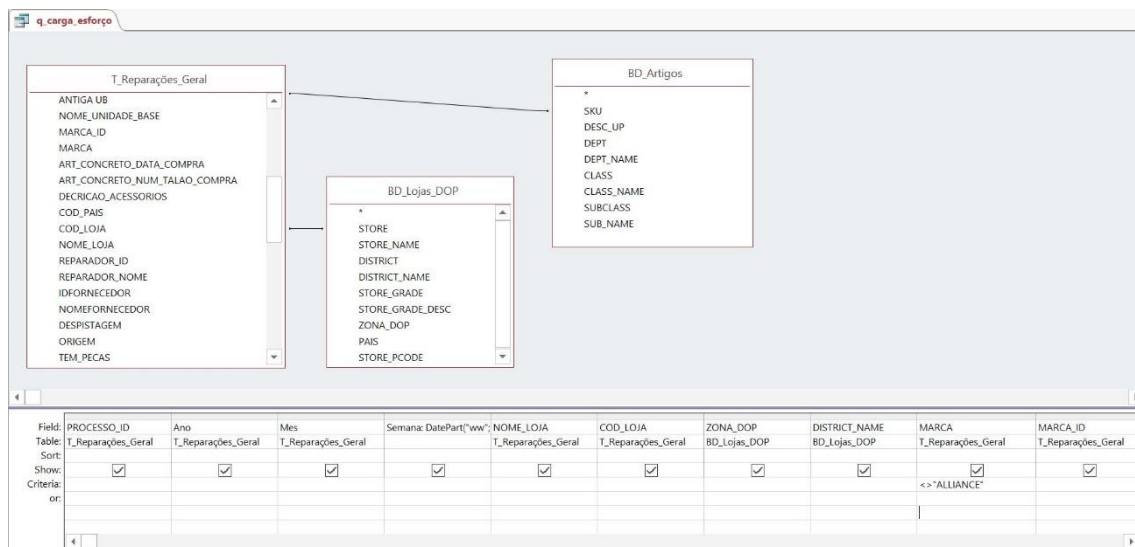 q_carga_esforço
T_Reparações_Geral
ANTIGA UB
NOME_UNIDADE_BASE
MARCA_ID
MARCA
ART_CONCRETO_DATA_COMPRA
ART_CONCRETO_NUM_TALAO_COMPRA
DECRICAO_ACESSORIOS
COD_PAIS
COD_LOJA
NOME_LOJA
REPARADOR_ID
REPARADOR_NOME
IDFORNECEDOR
NOMEFORNECEDOR
DESPISTAGEM
ORIGEM
TEM_PECAS
BD_Lojas_DOP
*
STORE
STORE_NAME
DISTRICT
DISTRICT_NAME
STORE_GRADE
STORE_GRADE_DESC
ZONA_DOP
PAIS
STORE_PCODE
BD_Artigos
*
SKU
DESC_UP
DEPT
DEPT_NAME
CLASS
CLASS_NAME
SUBCLASS
SUB_NAME
Field: PROCESSO_ID Ano Mes Semana: DatePart("ww"; NOME_LOJA COD_LOJA ZONA_DOP DISTRICT_NAME MARCA MARCA_ID
Table: T_Reparações_Geral T_Reparações_Geral T_Reparações_Geral T_Reparações_Geral T_Reparações_Geral BD_Lojas_DOP BD_Lojas_DOP T_Reparações_Geral T_Reparações_Geral
Sort:
Show:
Criteria: <>"ALLIANCE"
or: